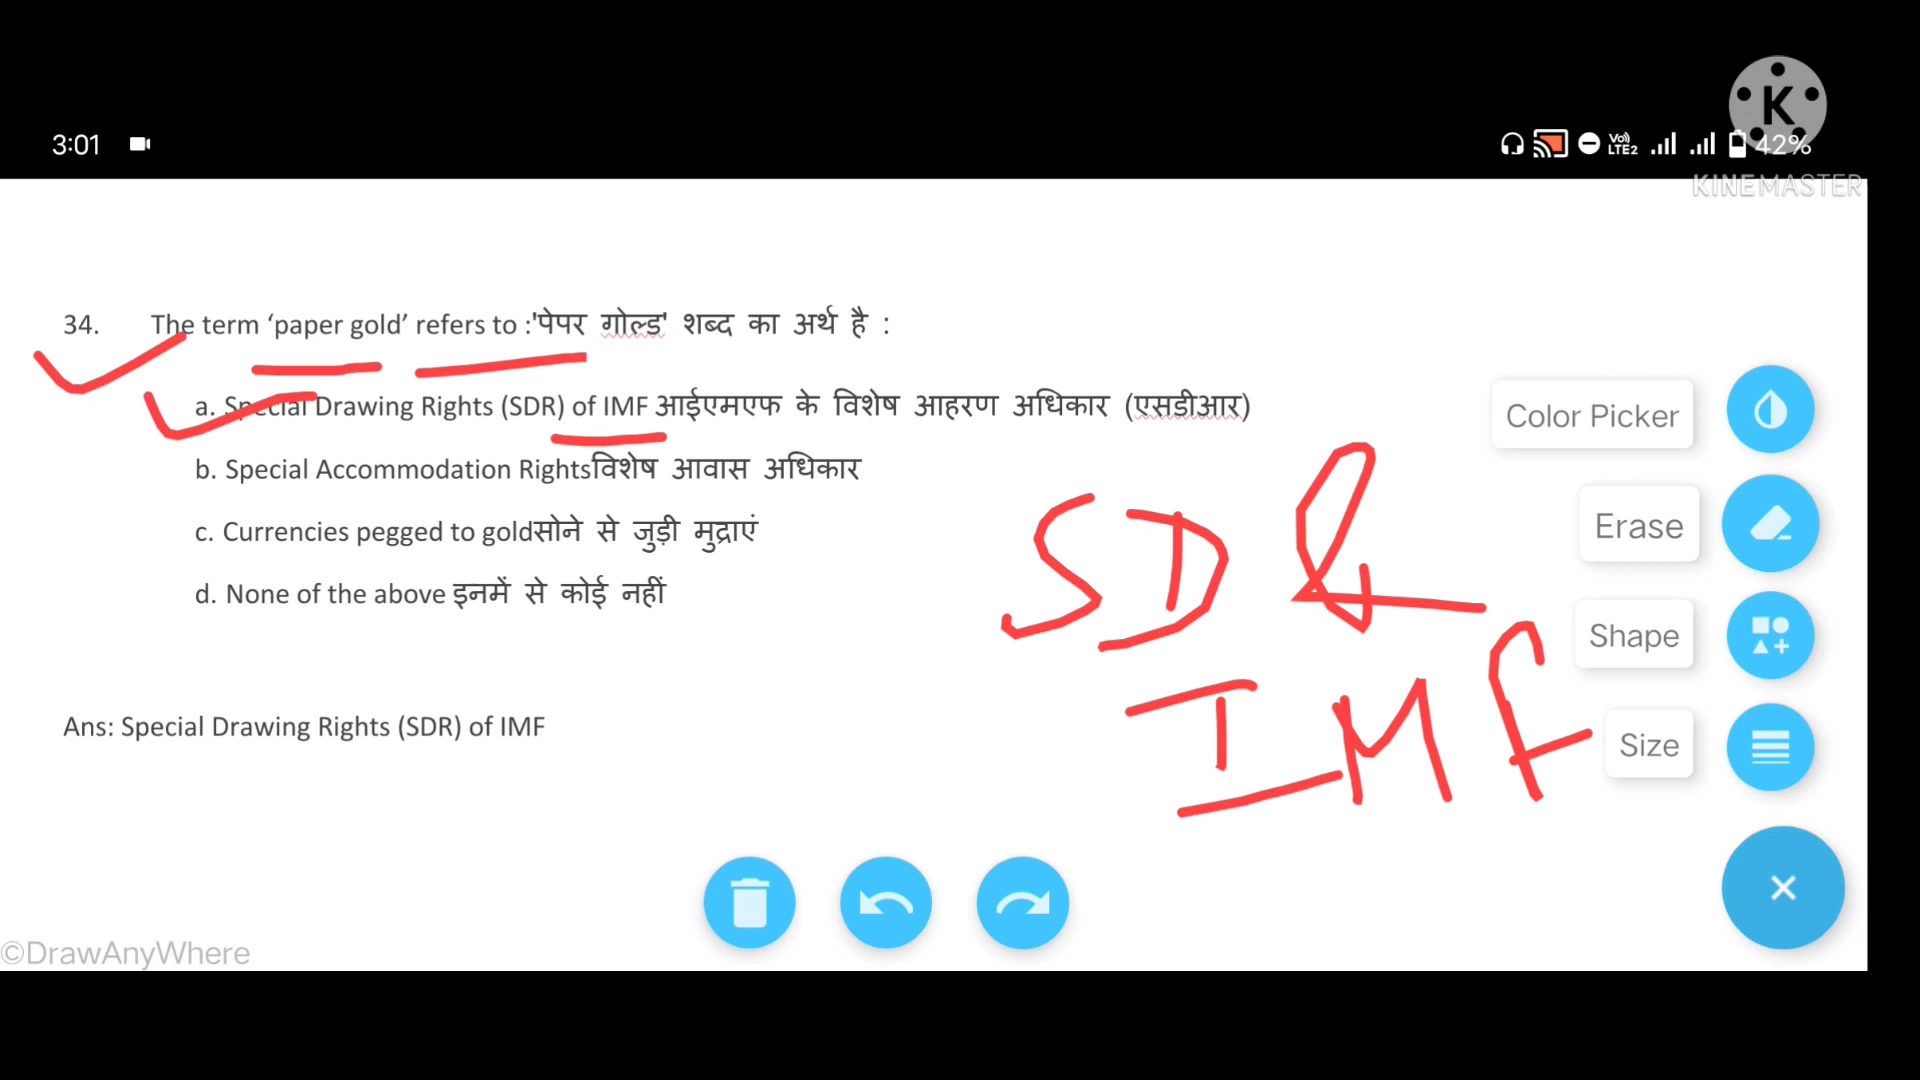 K
3:01 Vo) LTE2 42%
KINEMASTER
34. The term ‘paper gold’ refers to :'पेपर गोल्ड' शब्द का अर्थ है :
a. Special Drawing Rights (SDR) of IMF आईएमएफ के विशेष आहरण अधिकार (एसडीआर)
Color Picker
b. Special Accommodation Rightsविशेष आवास अधिकार
c. Currencies pegged to goldसोने से जुड़ी मुद्राएं
Erase
SDR
d. None of the above इनमें से कोई नहीं
Shape
Ans: Special Drawing Rights (SDR) of IMF
IMF
Size
©DrawAnyWhere